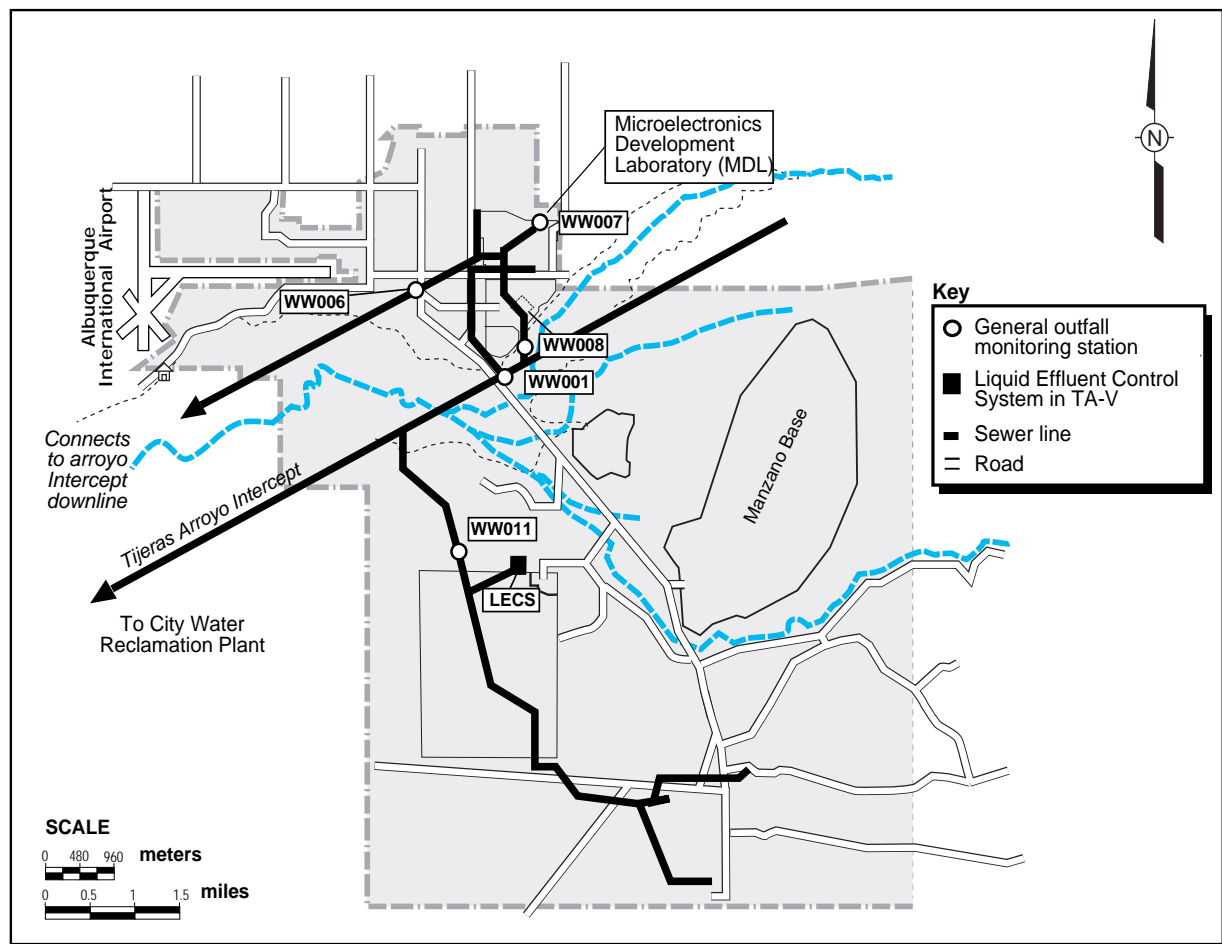 Microelectronics
Development
Laboratory (MDL)
N
Albuquerque
International Airport
WW007
WW006
WW008
WW001
Key
General outfall
monitoring station
Liquid Effluent Control
System in TA-V
Sewer line
Road
Connects
to arroyo
Intercept
downline
Tijeras Arroyo Intercept
Manzano Base
WW011
LECS
To City Water
Reclamation Plant
SCALE
0 480 960 meters
0 0.5 1 1.5 miles